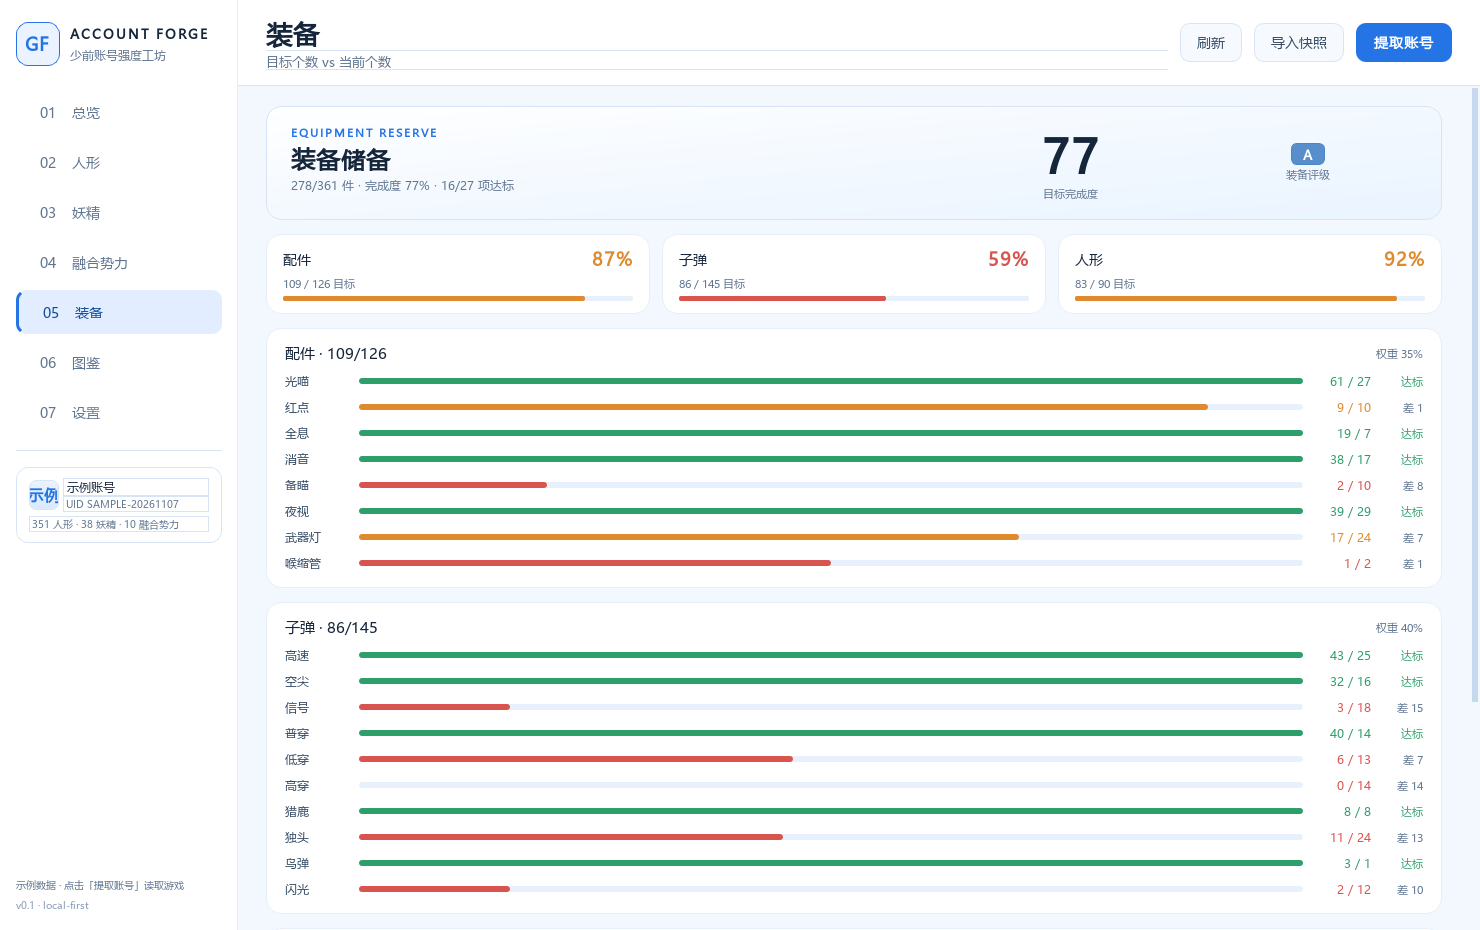 GF
ACCOUNT FORGE
少前账号强度工坊
01 总览
02 人形
03 妖精
04 融合势力
05 装备
06 图鉴
07 设置
示例
示例账号
UID SAMPLE-20261107
351 人形 · 38 妖精 · 10 融合势力
示例数据 · 点击「提取账号」读取游戏
v0.1 · local-first
装备
目标个数 vs 当前个数
刷新
导入快照
提取账号
EQUIPMENT RESERVE
装备储备
278/361 件 · 完成度 77% · 16/27 项达标
77
目标完成度
A
装备评级
配件 87%
109 / 126 目标
子弹 59%
86 / 145 目标
人形 92%
83 / 90 目标
配件 · 109/126 权重 35%
光瞄 61 / 27 达标
红点 9 / 10 差 1
全息 19 / 7 达标
消音 38 / 17 达标
备瞄 2 / 10 差 8
夜视 39 / 29 达标
武器灯 17 / 24 差 7
喉缩管 1 / 2 差 1
子弹 · 86/145 权重 40%
高速 43 / 25 达标
空尖 32 / 16 达标
信号 3 / 18 差 15
普穿 40 / 14 达标
低穿 6 / 13 差 7
高穿 0 / 14 差 14
猎鹿 8 / 8 达标
独头 11 / 24 差 13
乌弹 3 / 1 达标
闪光 2 / 12 差 10